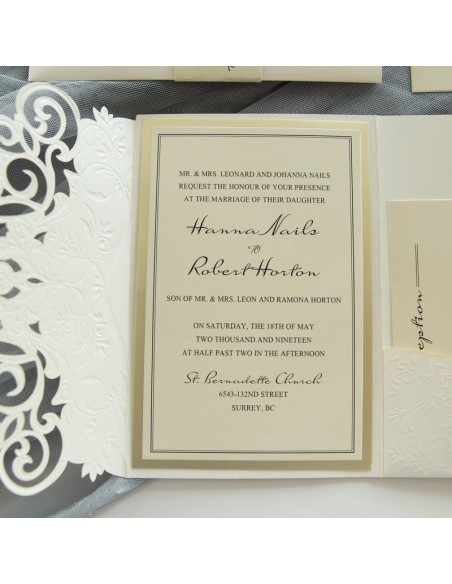 MR. & MRS. LEONARD AND JOHANNA NAILS
REQUEST THE HONOUR OF YOUR PRESENCE
AT THE MARRIAGE OF THEIR DAUGHTER
Hanna Nails
to
Robert Horton
SON OF MR. & MRS. LEON AND RAMONA HORTON
ON SATURDAY, THE 18TH OF MAY
TWO THOUSAND AND NINETEEN
AT HALF PAST TWO IN THE AFTERNOON
St. Bernadette Church
6543-132ND STREET
SURREY, BC